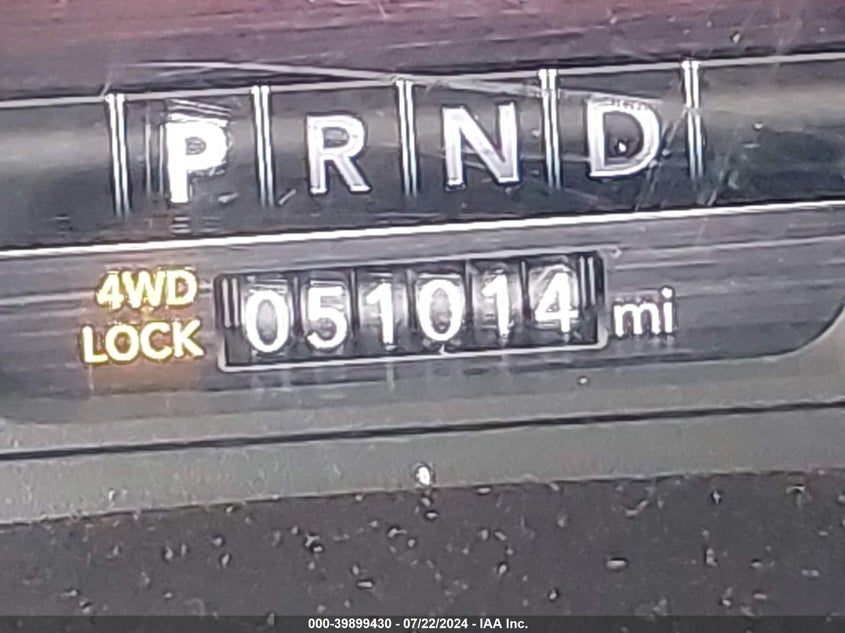 P R N D
4WD
LOCK
051014 mi
000-39899430 - 07/22/2024 - IAA Inc.